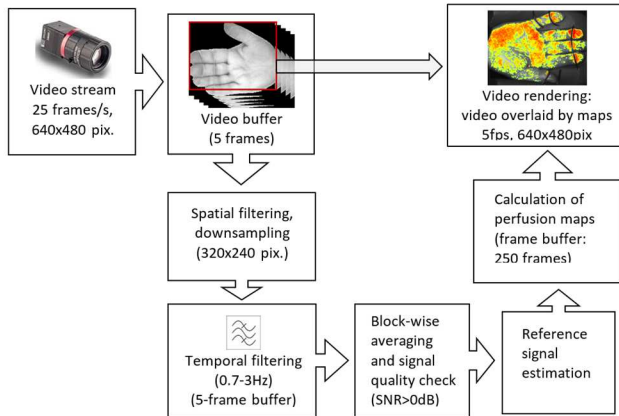 Video stream
25 frames/s,
640x480 pix.
Video buffer
(5 frames)
Video rendering:
video overlaid by maps
5fps, 640x480pix
Spatial filtering,
downsampling
(320x240 pix.)
Calculation of
perfusion maps
(frame buffer:
250 frames)
Temporal filtering
(0.7-3Hz)
(5-frame buffer)
Block-wise
averaging
and signal
quality check
(SNR>0dB)
Reference
signal
estimation